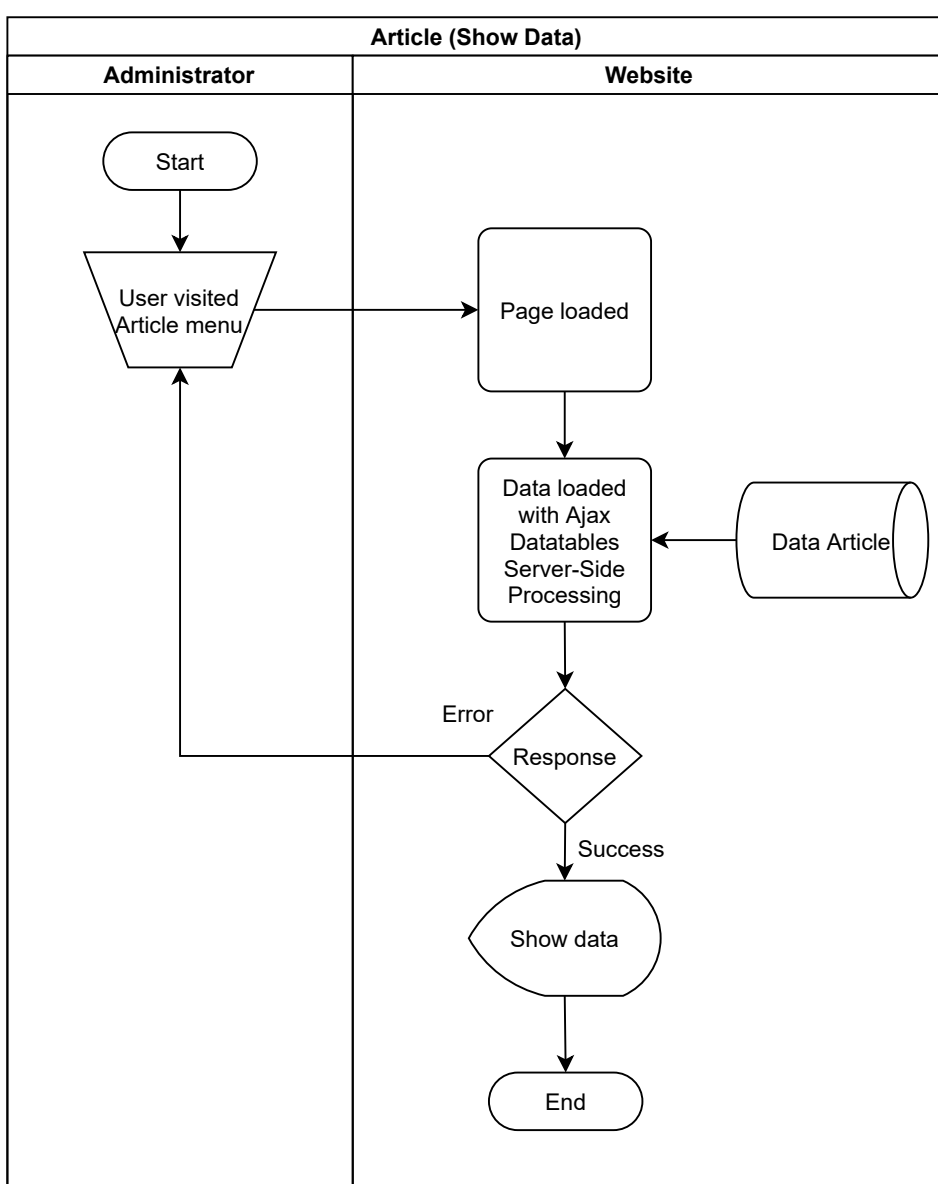 Article (Show Data)
Administrator
Website
Start
User visited
Article menu
Page loaded
Data loaded
with Ajax
Datatables
Server-Side
Processing
Data Article
Error
Response
Success
Show data
End